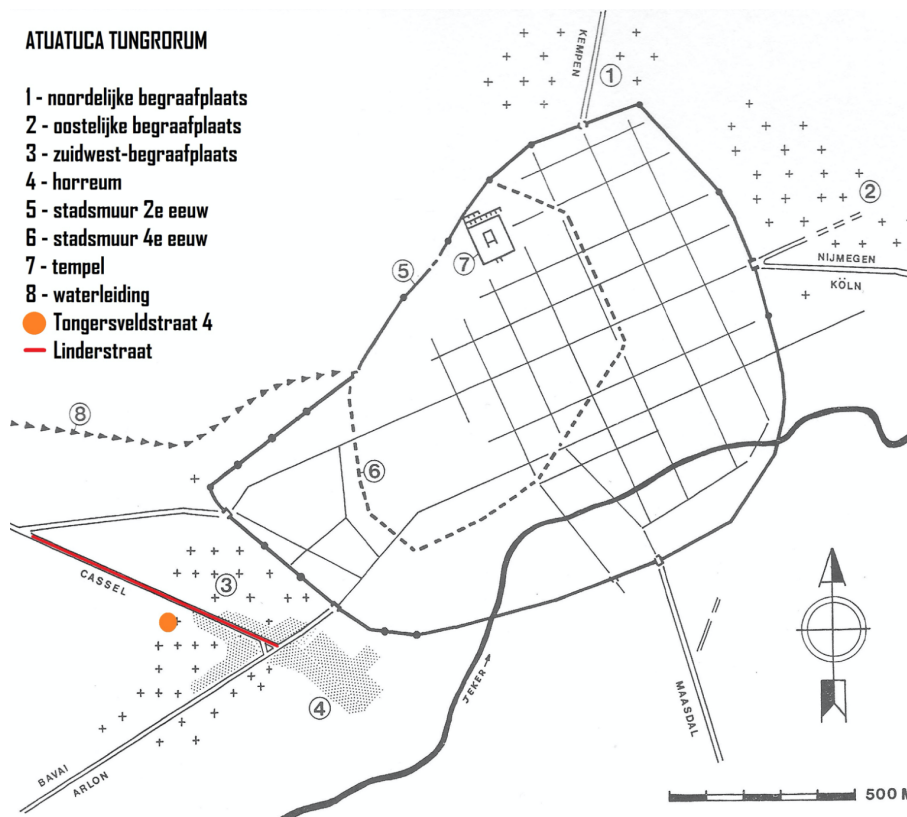 ATUATUCA TUNGRORUM
1 - noordelijke begraafplaats
2 - oostelijke begraafplaats
3 - zuidwest-begraafplaats
4 - horreum
5 - stadsmuur 2e eeuw
6 - stadsmuur 4e eeuw
7 - tempel
8 - waterleiding
Tongersveldstraat 4
Linderstraat
KEMPEN
1
2
NIJMEGEN
KÖLN
7
5
8
6
CASSEL
3
4
BAVAI
ARLON
JEKER →
MAASDAL
500 M